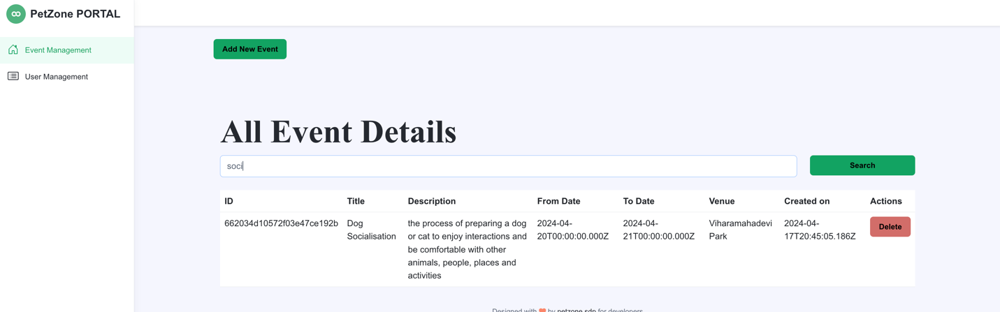 PetZone PORTAL
Event Management
User Management
Add New Event
All Event Details
soci
Search
ID Title Description From Date To Date Venue Created on Actions
662034d10572f03e47ce192b Dog the process of preparing a dog 2024-04- 2024-04- Viharamahadevi 2024-04- Delete
Socialisation or cat to enjoy interactions and 20T00:00:00.000Z 21T00:00:00.000Z Park 17T20:45:05.186Z
be comfortable with other
animals, people, places and
activities
Designed with by petzone sdp for developers